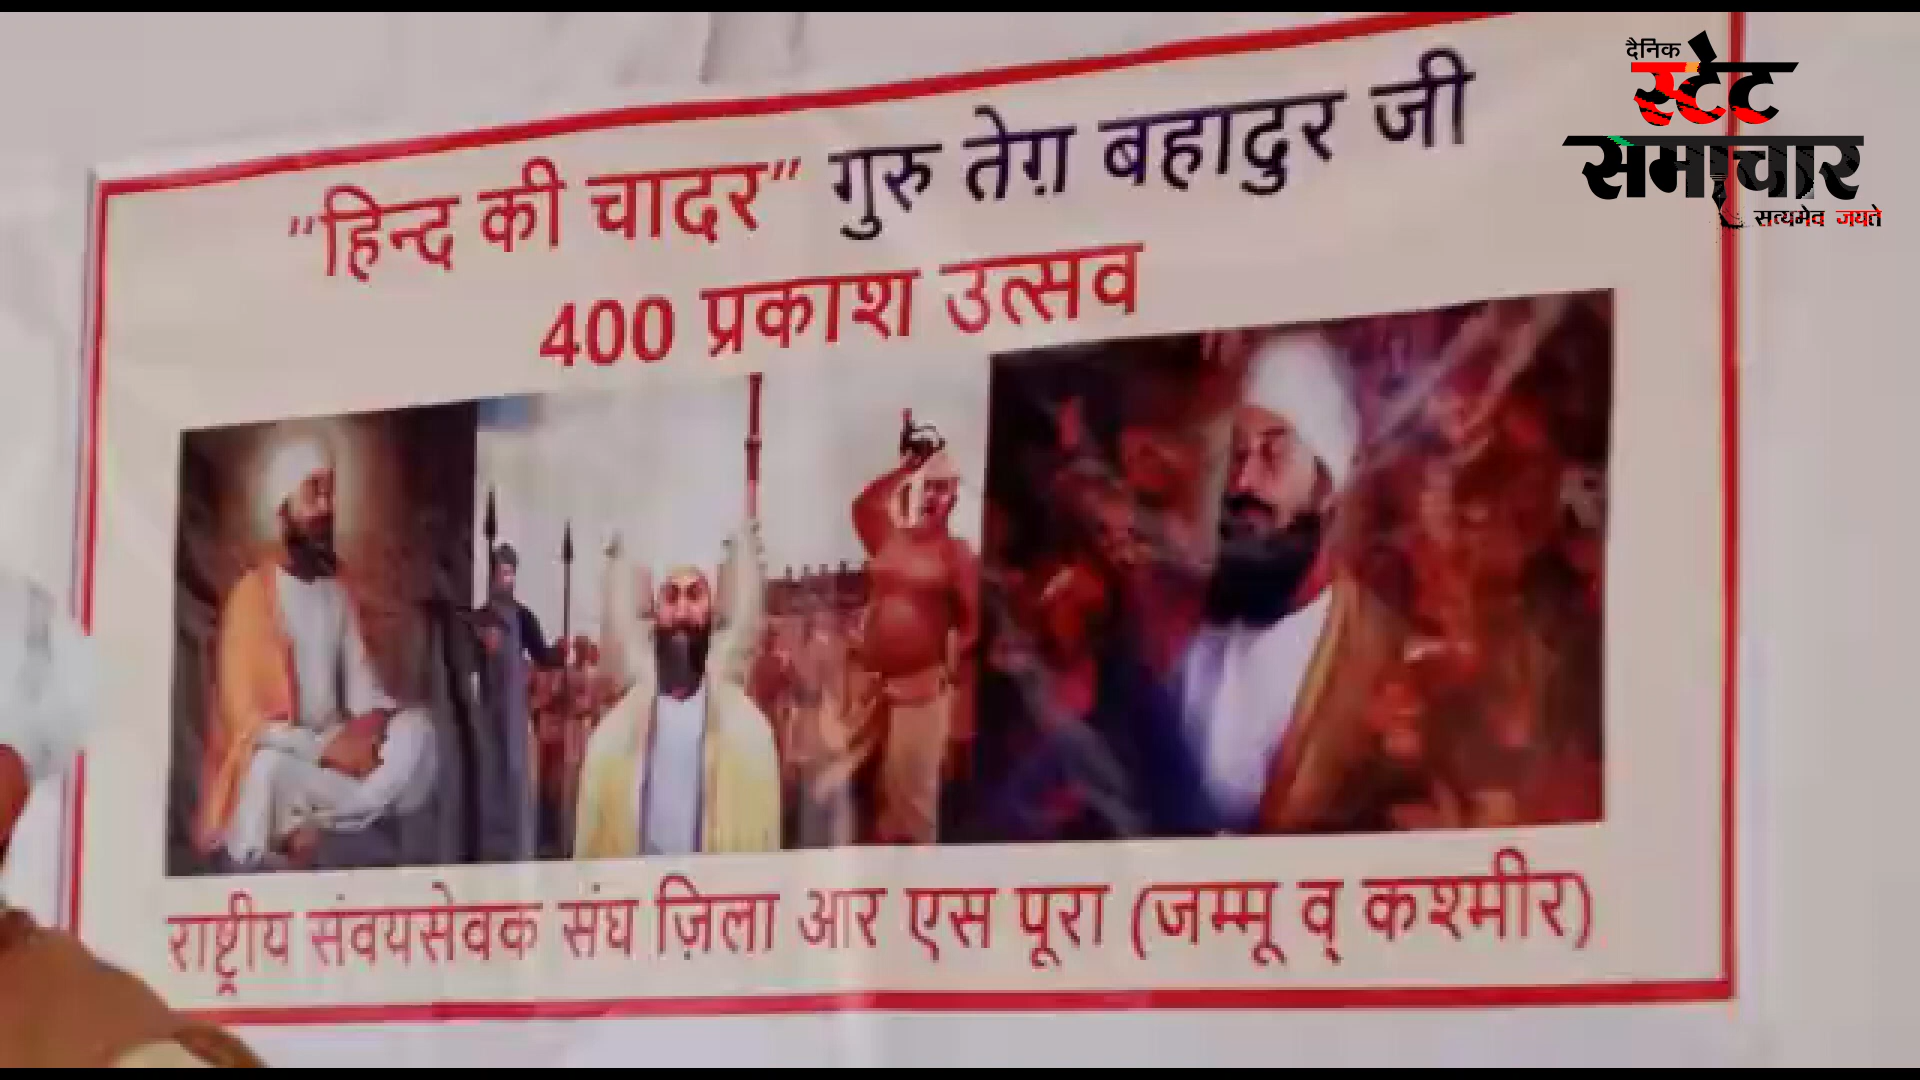 दैनिक
स्टेट
समाचार
सत्यमेव जयते
"हिन्द की चादर" गुरु तेग़ बहादुर जी
400 प्रकाश उत्सव
राष्ट्रीय संवयसेवक संघ ज़िला आर एस पूरा (जम्मू व् कश्मीर)